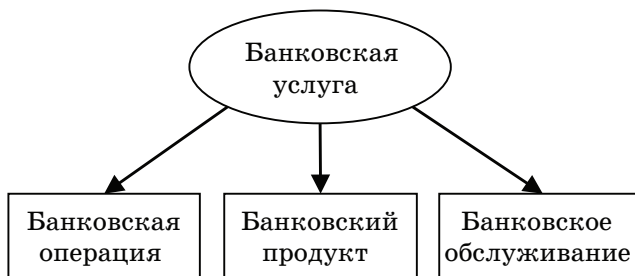 Банковская
услуга
Банковская
операция
Банковский
продукт
Банковское
обслуживание